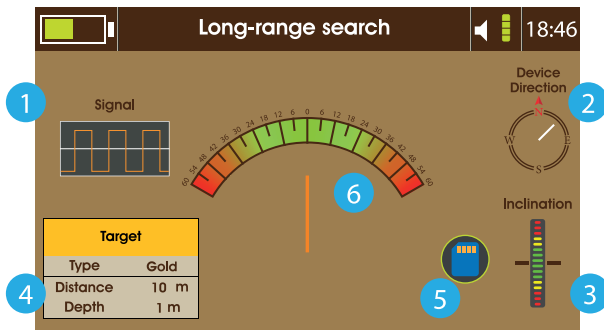 Long-range search
18:46
1
Signal
60 54 48 42 36 30 24 18 12 6 0 6 12 18 24 30 36 42 48 54 60
Device
Direction
2
N
W E
S
6
Target
Type Gold
Distance 10 m
Depth 1 m
4
5
Inclination
3